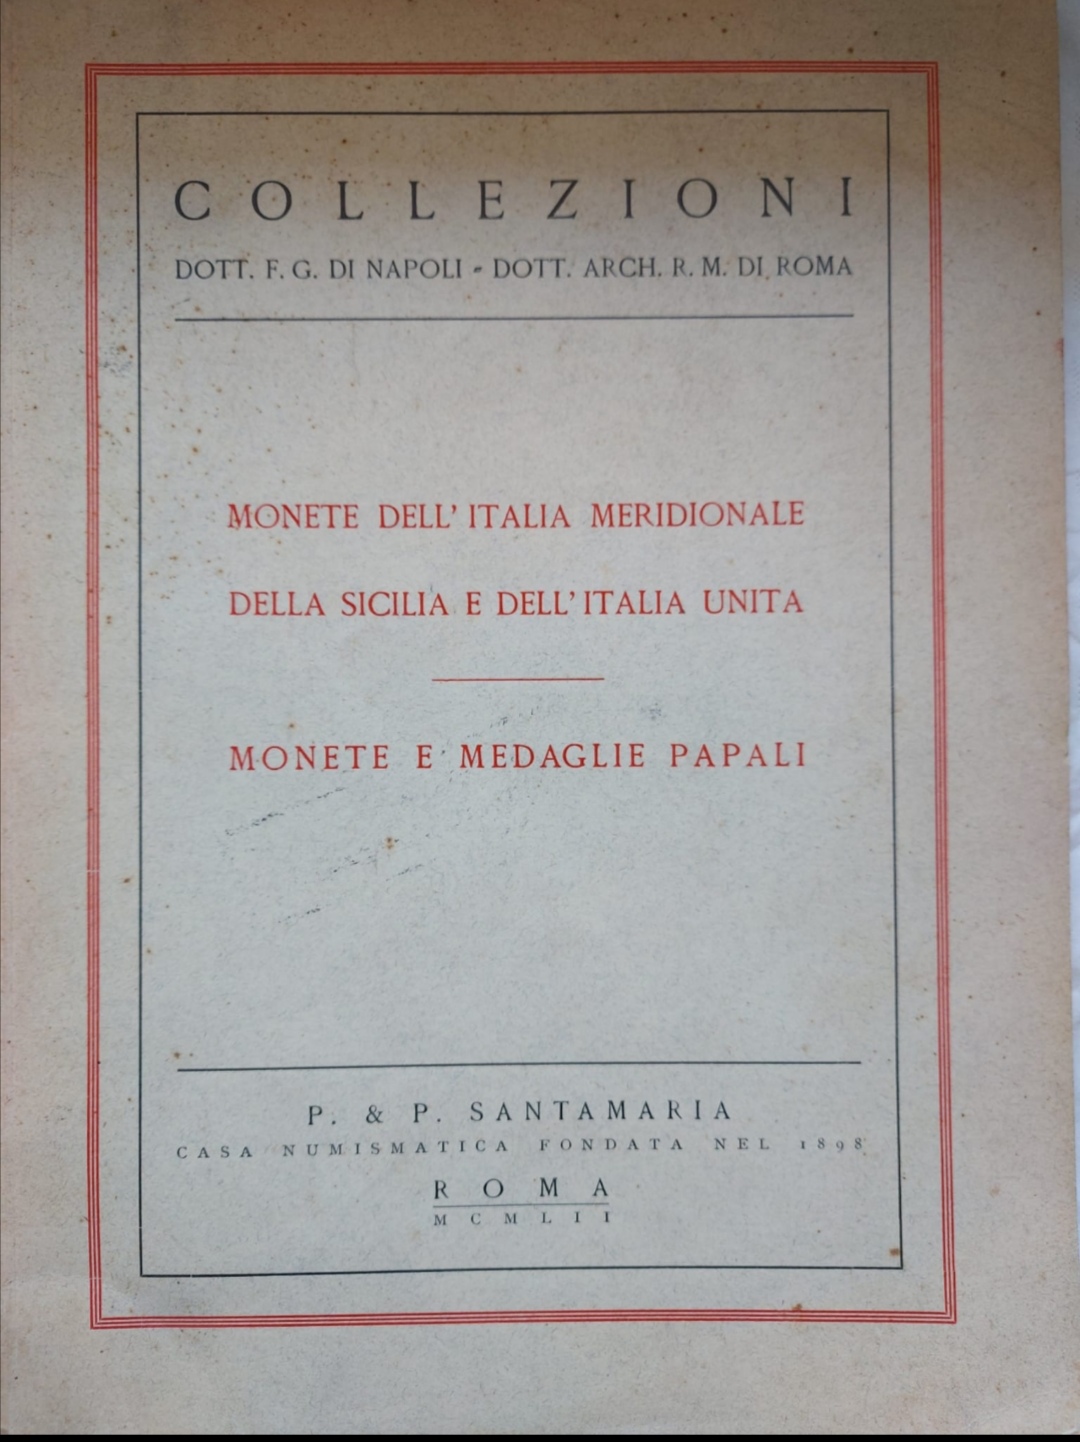 COLLEZIONI
DOTT. F. G. DI NAPOLI - DOTT. ARCH. R. M. DI ROMA
MONETE DELL' ITALIA MERIDIONALE
DELLA SICILIA E DELL' ITALIA UNITA
MONETE E MEDAGLIE PAPALI
P. & P. SANTAMARIA
CASA NUMISMATICA FONDATA NEL 1898
ROMA
MCMLII